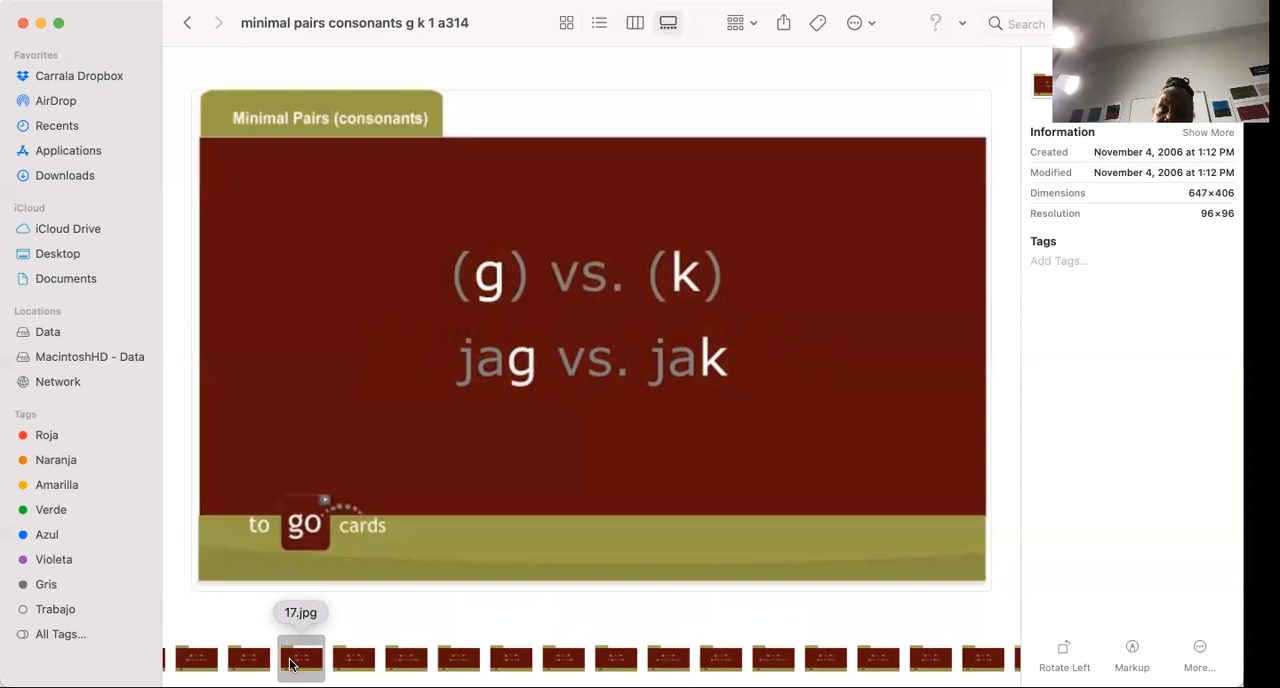 minimal pairs consonants g k 1 a314
Search
Favorites
Carrala Dropbox
AirDrop
Recents
Applications
Downloads
iCloud
iCloud Drive
Desktop
Documents
Locations
Data
MacintoshHD - Data
Network
Tags
Roja
Naranja
Amarilla
Verde
Azul
Violeta
Gris
Trabajo
All Tags...
Minimal Pairs (consonants)
(g) vs. (k)
jag vs. jak
to go cards
17.jpg
Information Show More
Created November 4, 2006 at 1:12 PM
Modified November 4, 2006 at 1:12 PM
Dimensions 647×406
Resolution 96×96
Tags
Add Tags...
Rotate Left
Markup
More...